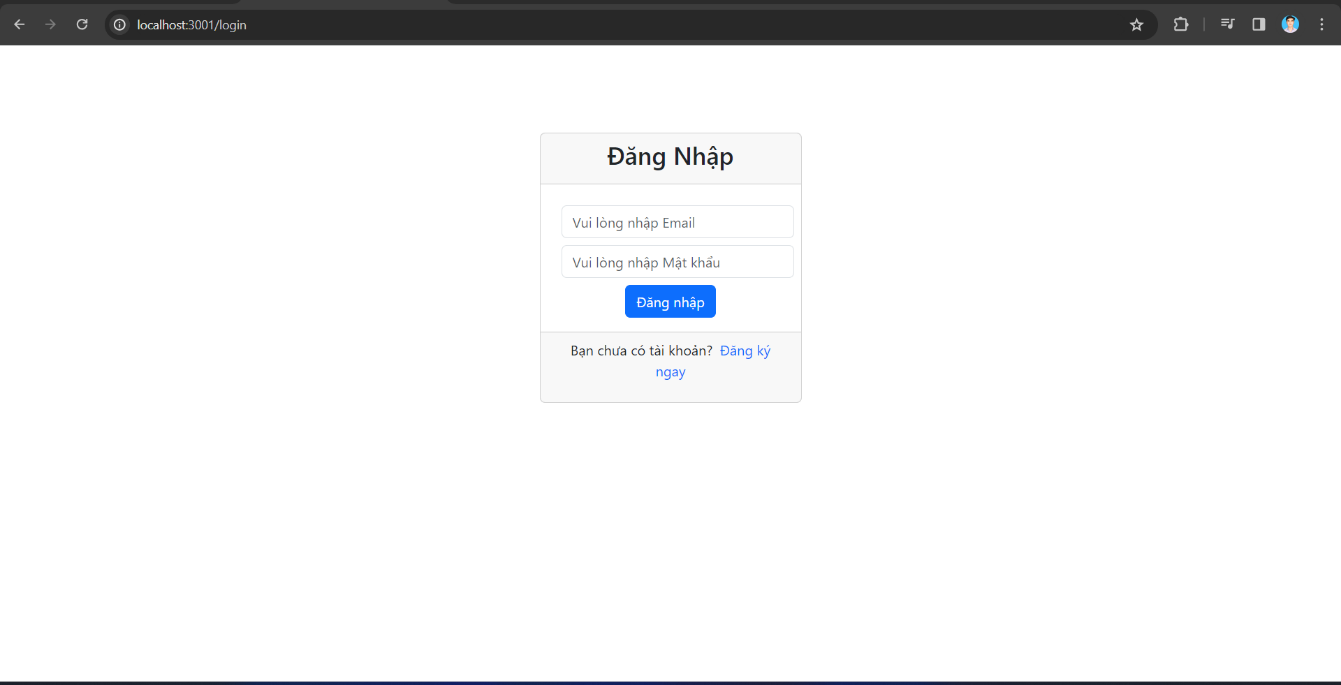 localhost:3001/login
Đăng Nhập
Vui lòng nhập Email
Vui lòng nhập Mật khẩu
Đăng nhập
Bạn chưa có tài khoản? Đăng ký
ngay